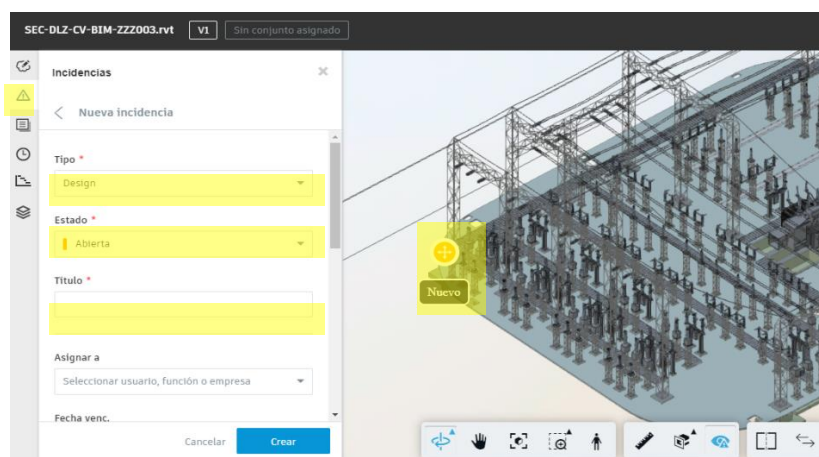 SEC-DLZ-CV-BIM-ZZZ003.rvt V1 Sin conjunto asignado
Incidencias
Nueva incidencia
Tipo *
Design
Estado *
Abierta
Título *
Asignar a
Seleccionar usuario, función o empresa
Fecha venc.
Cancelar Crear
Nuevo